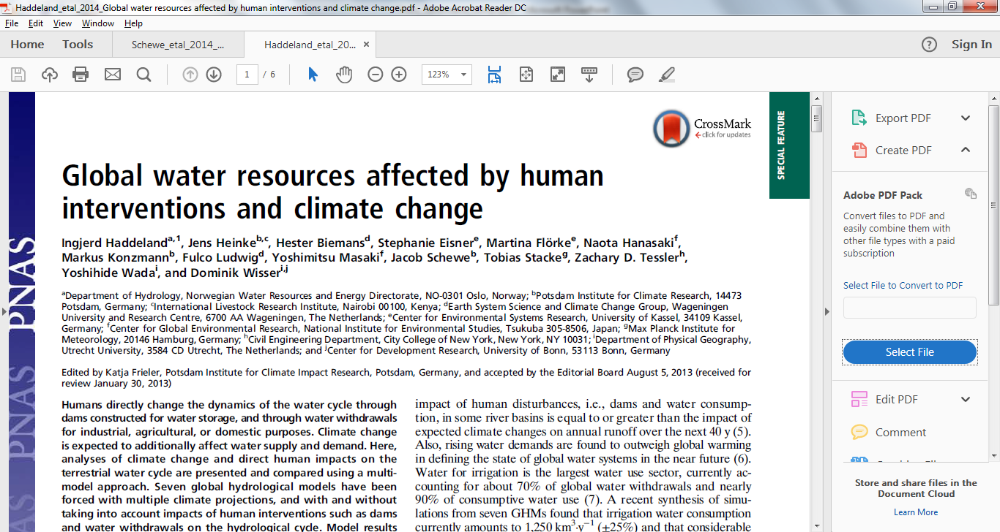 Haddeland_etal_2014_Global water resources affected by human interventions and climate change.pdf - Adobe Acrobat Reader DC
File Edit View Window Help
Home Tools Schewe_etal_2014_... Haddeland_etal_20... × ? Sign In
1 / 6 123%
CrossMark
click for updates
SPECIAL FEATURE
PNAS PNAS PNAS
Global water resources affected by human
interventions and climate change
Ingjerd Haddeland^a,1, Jens Heinke^b,c, Hester Biemans^d, Stephanie Eisner^e, Martina Flörke^e, Naota Hanasaki^f,
Markus Konzmann^b, Fulco Ludwig^d, Yoshimitsu Masaki^f, Jacob Schewe^b, Tobias Stacke^g, Zachary D. Tessler^h,
Yoshihide Wada^i, and Dominik Wisser^i,j
^aDepartment of Hydrology, Norwegian Water Resources and Energy Directorate, NO-0301 Oslo, Norway; ^bPotsdam Institute for Climate Research, 14473
Potsdam, Germany; ^cInternational Livestock Research Institute, Nairobi 00100, Kenya; ^dEarth System Science and Climate Change Group, Wageningen
University and Research Centre, 6700 AA Wageningen, The Netherlands; ^eCenter for Environmental Systems Research, University of Kassel, 34109 Kassel,
Germany; ^fCenter for Global Environmental Research, National Institute for Environmental Studies, Tsukuba 305-8506, Japan; ^gMax Planck Institute for
Meteorology, 20146 Hamburg, Germany; ^hCivil Engineering Department, City College of New York, New York, NY 10031; ^iDepartment of Physical Geography,
Utrecht University, 3584 CD Utrecht, The Netherlands; and ^jCenter for Development Research, University of Bonn, 53113 Bonn, Germany
Edited by Katja Frieler, Potsdam Institute for Climate Impact Research, Potsdam, Germany, and accepted by the Editorial Board August 5, 2013 (received for
review January 30, 2013)
Humans directly change the dynamics of the water cycle through
dams constructed for water storage, and through water withdrawals
for industrial, agricultural, or domestic purposes. Climate change
is expected to additionally affect water supply and demand. Here,
analyses of climate change and direct human impacts on the
terrestrial water cycle are presented and compared using a multi-
model approach. Seven global hydrological models have been
forced with multiple climate projections, and with and without
taking into account impacts of human interventions such as dams
and water withdrawals on the hydrological cycle. Model results
impact of human disturbances, i.e., dams and water consump-
tion, in some river basins is equal to or greater than the impact of
expected climate changes on annual runoff over the next 40 y (5).
Also, rising water demands are found to outweigh global warming
in defining the state of global water systems in the near future (6).
Water for irrigation is the largest water use sector, currently ac-
counting for about 70% of global water withdrawals and nearly
90% of consumptive water use (7). A recent synthesis of simu-
lations from seven GHMs found that irrigation water consumption
currently amounts to 1,250 km³·y⁻¹ (±25%) and that considerable
Export PDF
Create PDF
Adobe PDF Pack
Convert files to PDF and
easily combine them with
other file types with a paid
subscription
Select File to Convert to PDF
Select File
Edit PDF
Comment
Store and share files in the
Document Cloud
Learn More